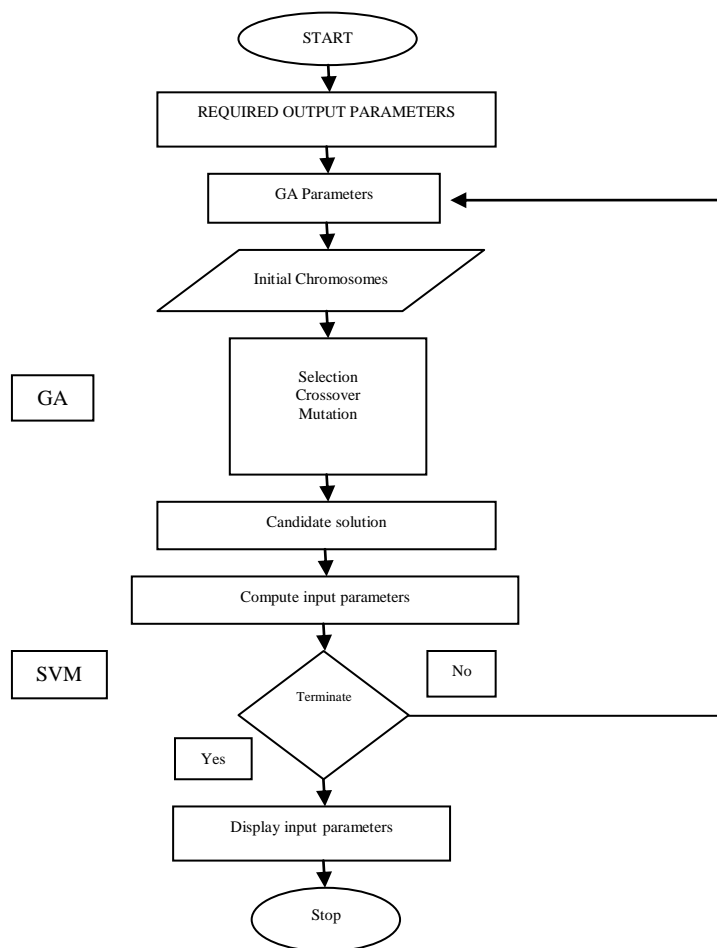 START
REQUIRED OUTPUT PARAMETERS
GA Parameters
Initial Chromosomes
Selection
Crossover
Mutation
GA
Candidate solution
Compute input parameters
SVM
No
Terminate
Yes
Display input parameters
Stop